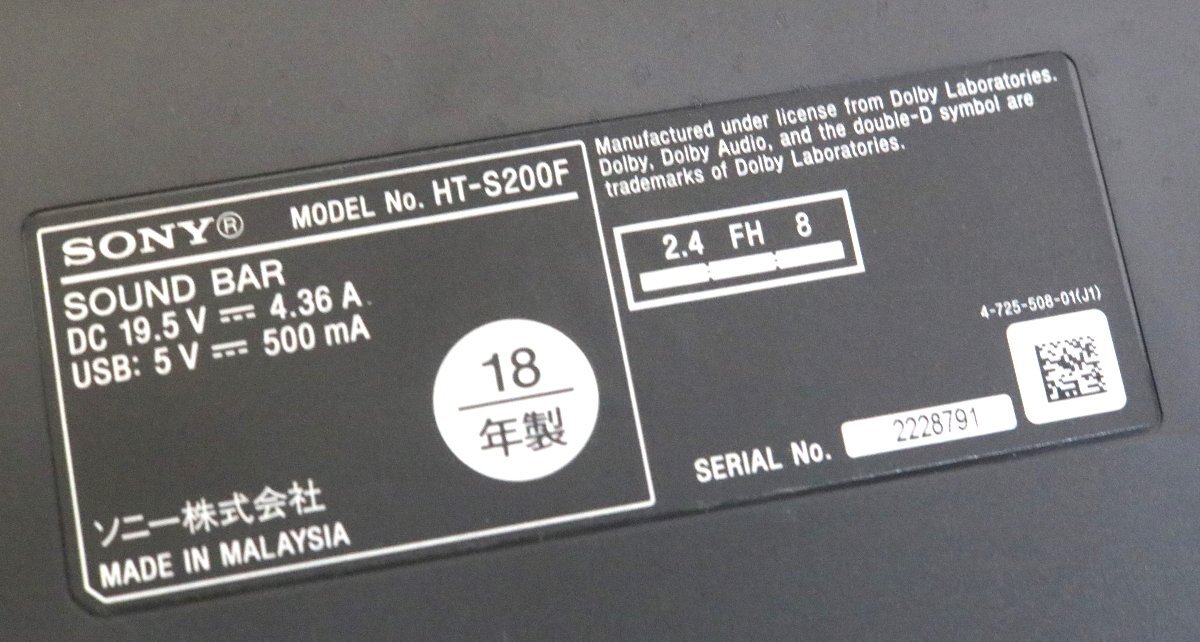 SONY® MODEL No. HT-S200F
SOUND BAR
DC 19.5 V ⎓ 4.36 A
USB: 5 V ⎓ 500 mA
18
年製
ソニー株式会社
MADE IN MALAYSIA
Manufactured under license from Dolby Laboratories.
Dolby, Dolby Audio, and the double-D symbol are
trademarks of Dolby Laboratories.
2.4 FH 8
4-725-508-01(J1)
SERIAL No. 2228791